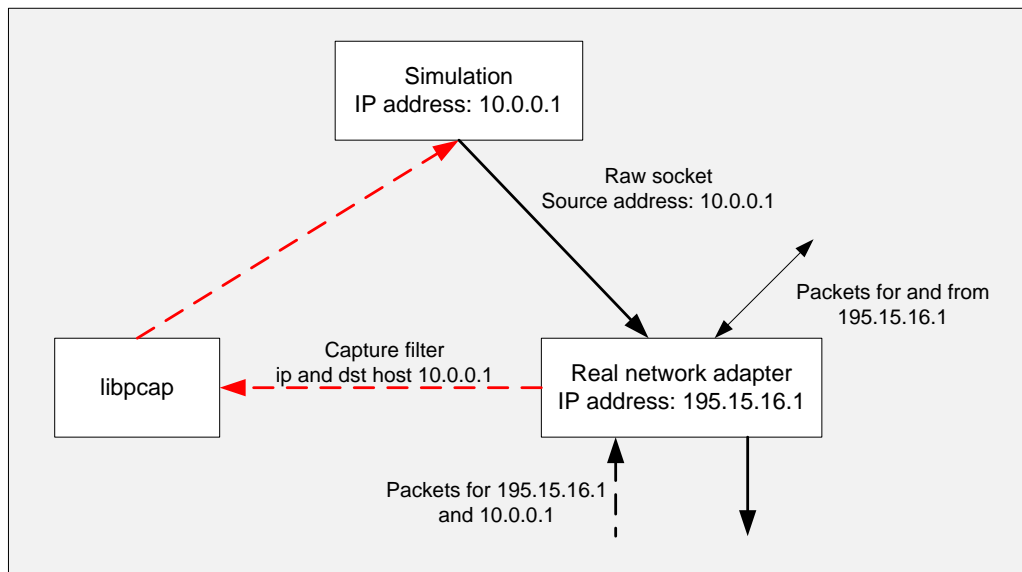 Simulation
IP address: 10.0.0.1
Raw socket
Source address: 10.0.0.1
Packets for and from
195.15.16.1
Capture filter
ip and dst host 10.0.0.1
libpcap
Real network adapter
IP address: 195.15.16.1
Packets for 195.15.16.1
and 10.0.0.1